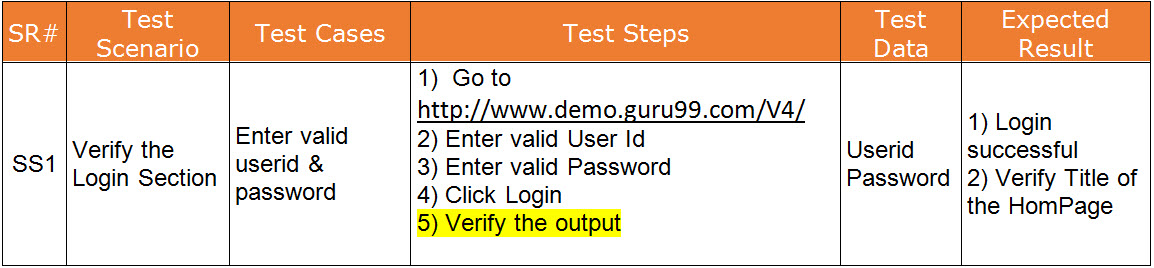 SR#
Test
Scenario
Test Cases
Test Steps
Test
Data
Expected
Result
SS1
Verify the
Login Section
Enter valid
userid &
password
1) Go to
http://www.demo.guru99.com/V4/
2) Enter valid User Id
3) Enter valid Password
4) Click Login
5) Verify the output
Userid
Password
1) Login
successful
2) Verify Title of
the HomPage